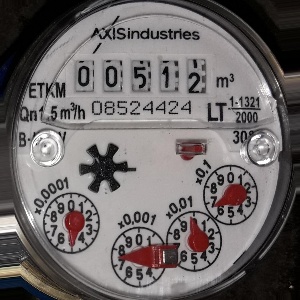 AXISindustries
00512 m³
ETKM
Qn1.5m³/h 08524424 LT 1-1321 2000
x0,1
x0,0001
x0,001
x0,01